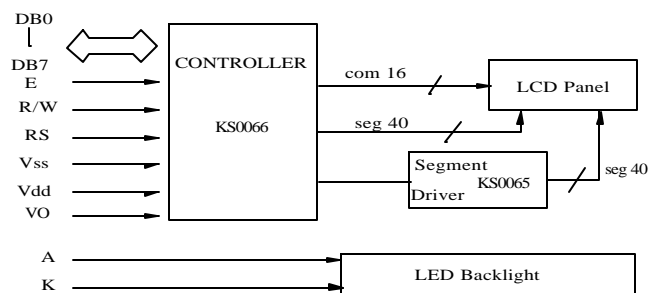 DB0
DB7
E
R/W
RS
Vss
Vdd
VO
CONTROLLER
KS0066
com 16
seg 40
LCD Panel
Segment
Driver
KS0065
seg 40
A
K
LED Backlight